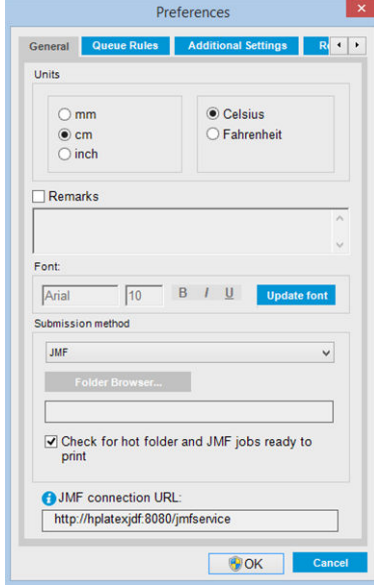 Preferences
General Queue Rules Additional Settings
Units
mm
cm
inch
Celsius
Fahrenheit
Remarks
Font:
Arial 10 B I U Update font
Submission method
JMF
Folder Browser...
Check for hot folder and JMF jobs ready to
print
JMF connection URL:
http://hplatexjdf:8080/jmfservice
OK Cancel